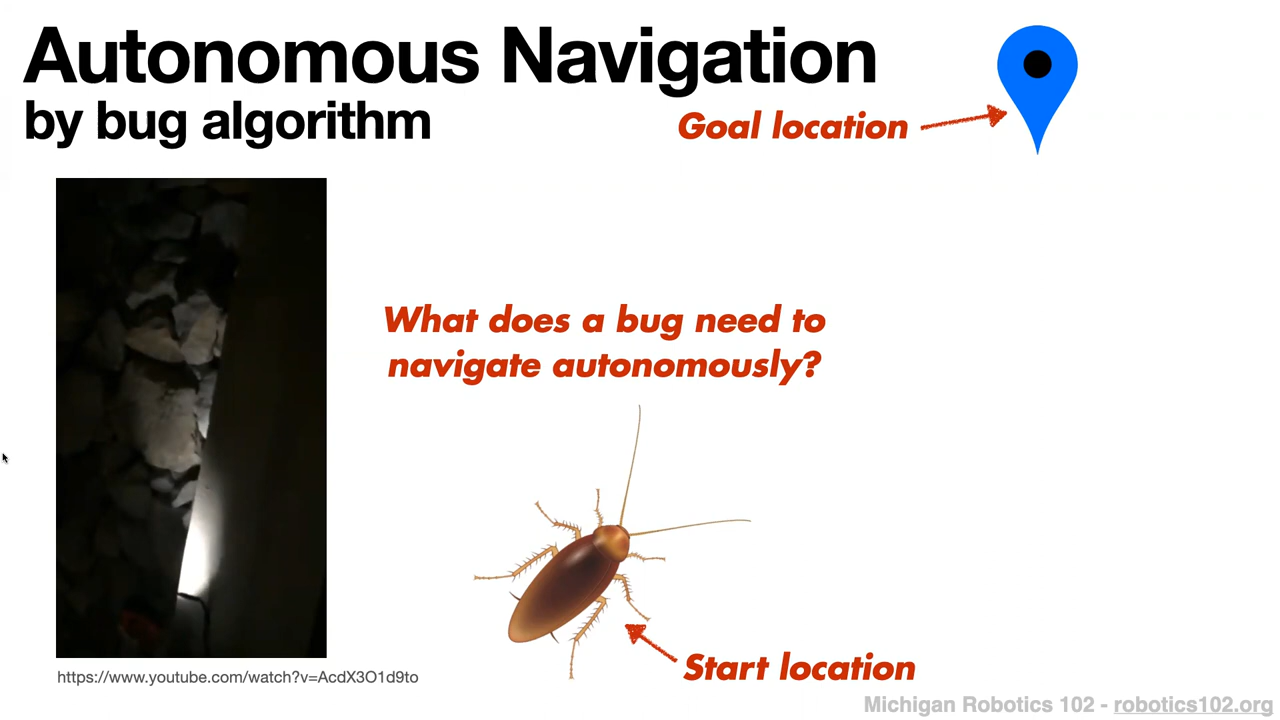 Autonomous Navigation
by bug algorithm
Goal location
What does a bug need to
navigate autonomously?
Start location
https://www.youtube.com/watch?v=AcdX3O1d9to
Michigan Robotics 102 - robotics102.org